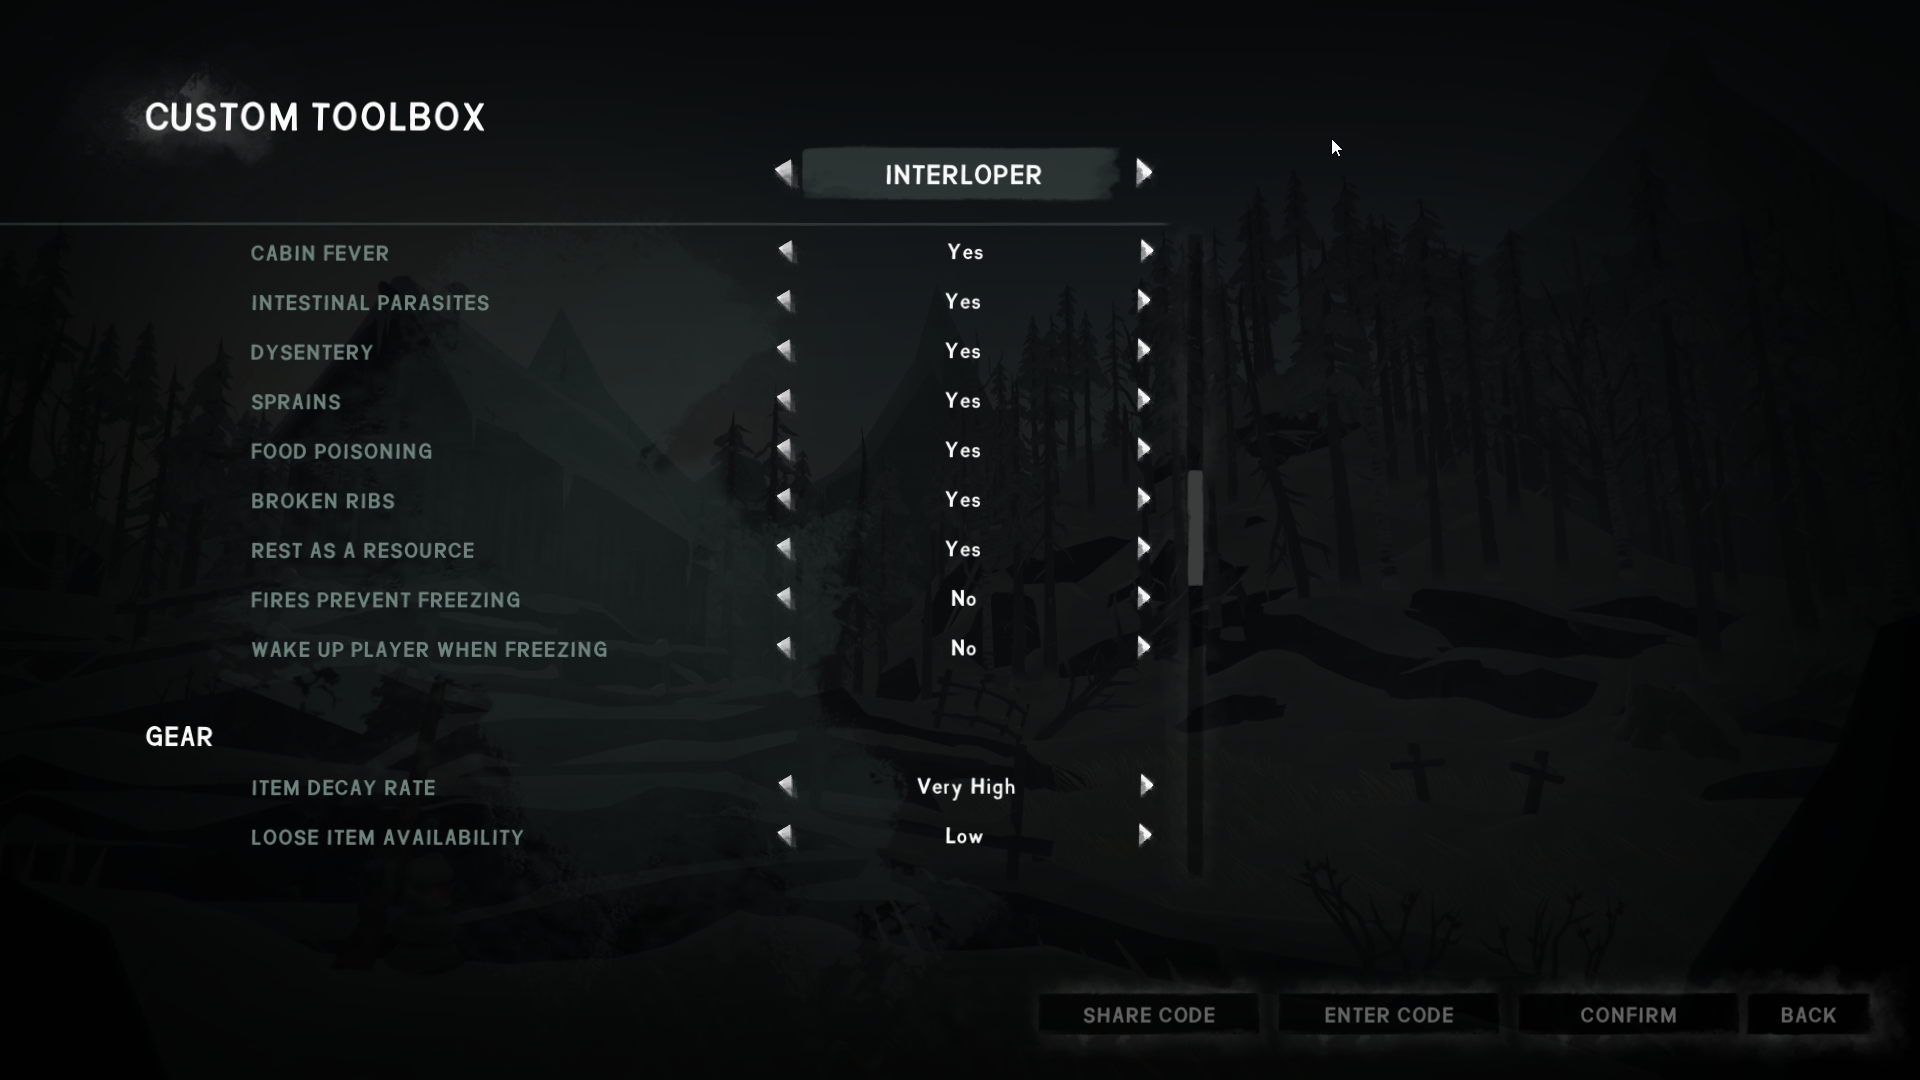 CUSTOM TOOLBOX
INTERLOPER
CABIN FEVER Yes
INTESTINAL PARASITES Yes
DYSENTERY Yes
SPRAINS Yes
FOOD POISONING Yes
BROKEN RIBS Yes
REST AS A RESOURCE Yes
FIRES PREVENT FREEZING No
WAKE UP PLAYER WHEN FREEZING No
GEAR
ITEM DECAY RATE Very High
LOOSE ITEM AVAILABILITY Low
SHARE CODE ENTER CODE CONFIRM BACK